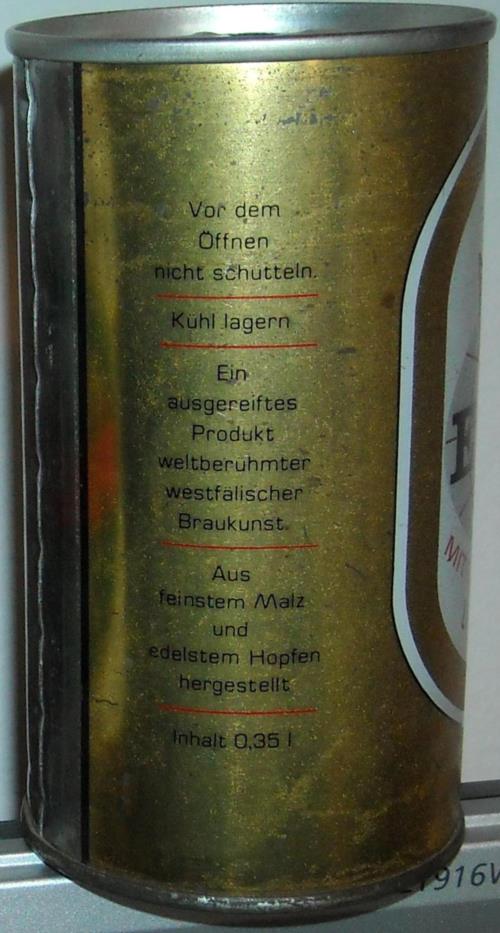 Vor dem
Öffnen
nicht schütteln.
Kühl lagern
Ein
ausgereiftes
Produkt
weltberühmter
westfälischer
Braukunst.
Aus
feinstem Malz
und
edelstem Hopfen
hergestellt
Inhalt 0,35 l